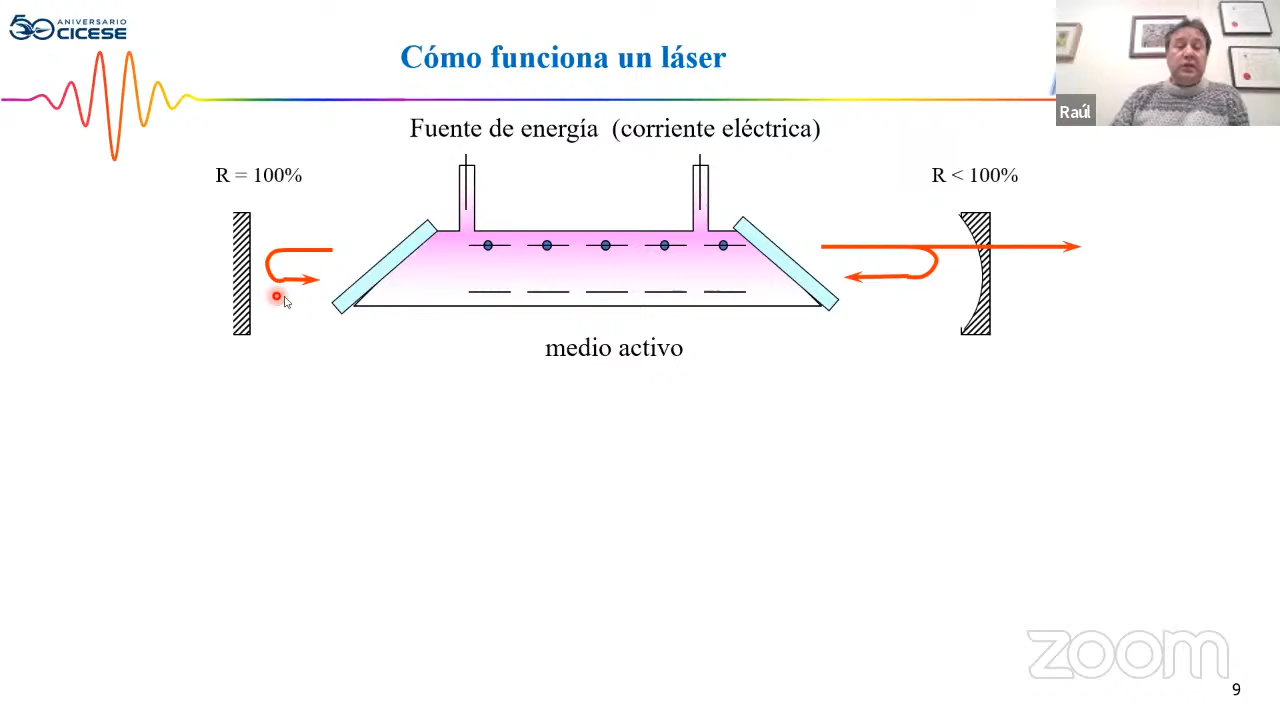 50 ANIVERSARIO
CICESE
Cómo funciona un láser
Raúl
Fuente de energía (corriente eléctrica)
R = 100%
R < 100%
medio activo
zoom
9